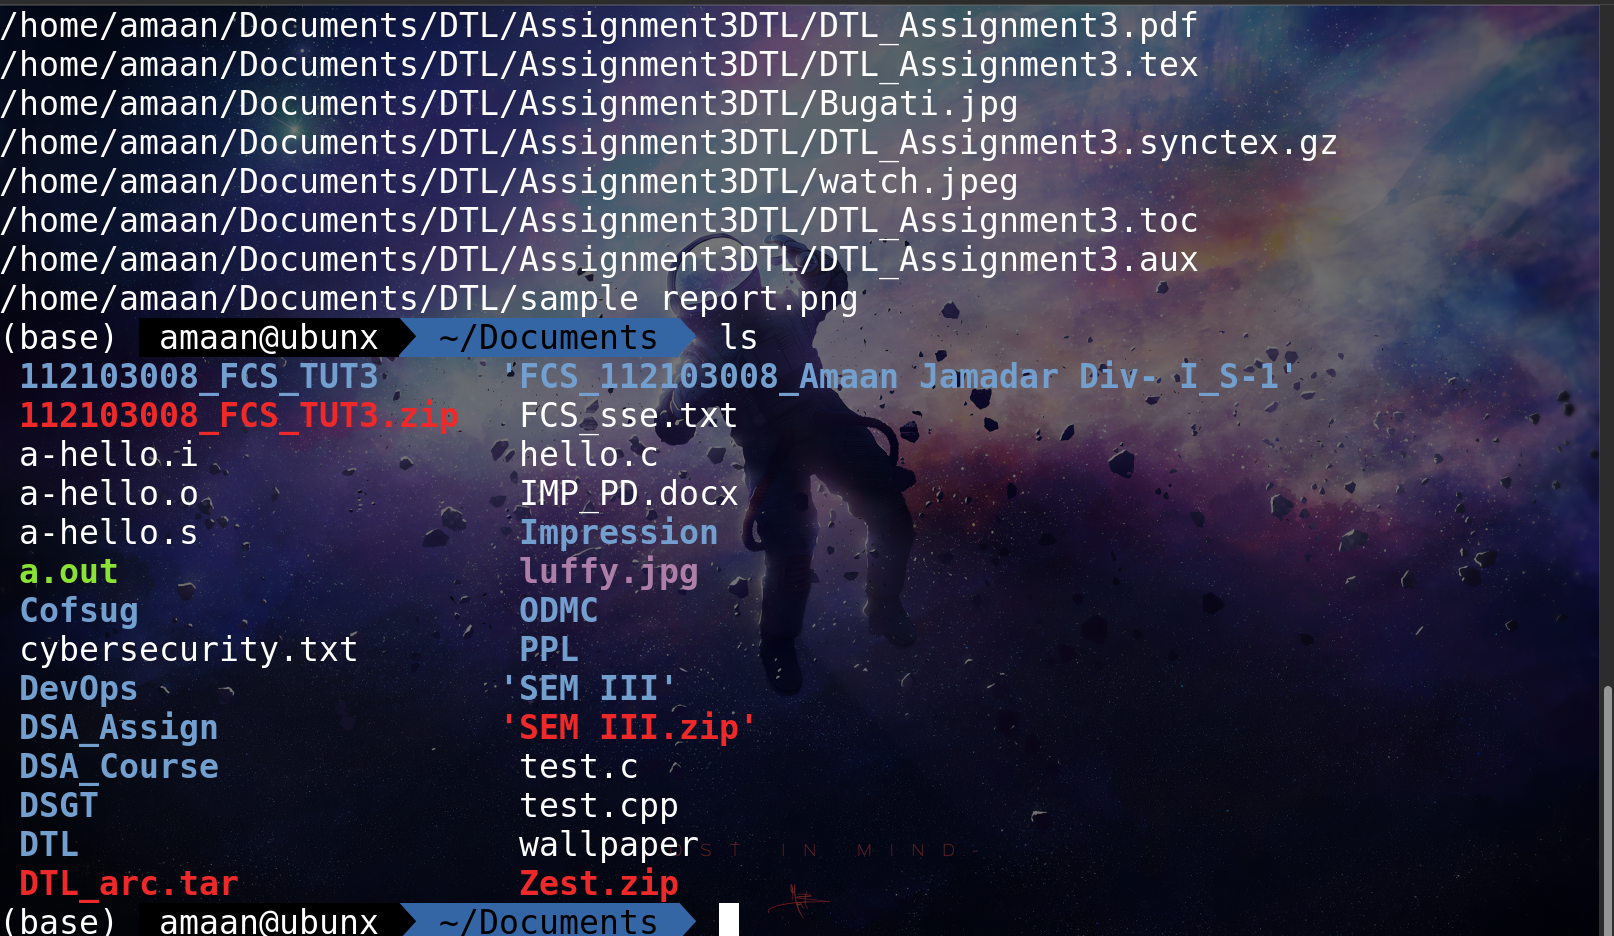 /home/amaan/Documents/DTL/Assignment3DTL/DTL_Assignment3.pdf
/home/amaan/Documents/DTL/Assignment3DTL/DTL_Assignment3.tex
/home/amaan/Documents/DTL/Assignment3DTL/Bugati.jpg
/home/amaan/Documents/DTL/Assignment3DTL/DTL_Assignment3.synctex.gz
/home/amaan/Documents/DTL/Assignment3DTL/watch.jpeg
/home/amaan/Documents/DTL/Assignment3DTL/DTL_Assignment3.toc
/home/amaan/Documents/DTL/Assignment3DTL/DTL_Assignment3.aux
/home/amaan/Documents/DTL/sample report.png
(base) amaan@ubunx ~/Documents ls
112103008_FCS_TUT3 'FCS_112103008_Amaan Jamadar Div- I_S-1'
112103008_FCS_TUT3.zip FCS_sse.txt
a-hello.i hello.c
a-hello.o IMP_PD.docx
a-hello.s Impression
a.out luffy.jpg
Cofsug ODMC
cybersecurity.txt PPL
DevOps 'SEM III'
DSA_Assign 'SEM III.zip'
DSA_Course test.c
DSGT test.cpp
DTL wallpaper
IN MIND
DTL_arc.tar Zest.zip
(base) amaan@ubunx ~/Documents